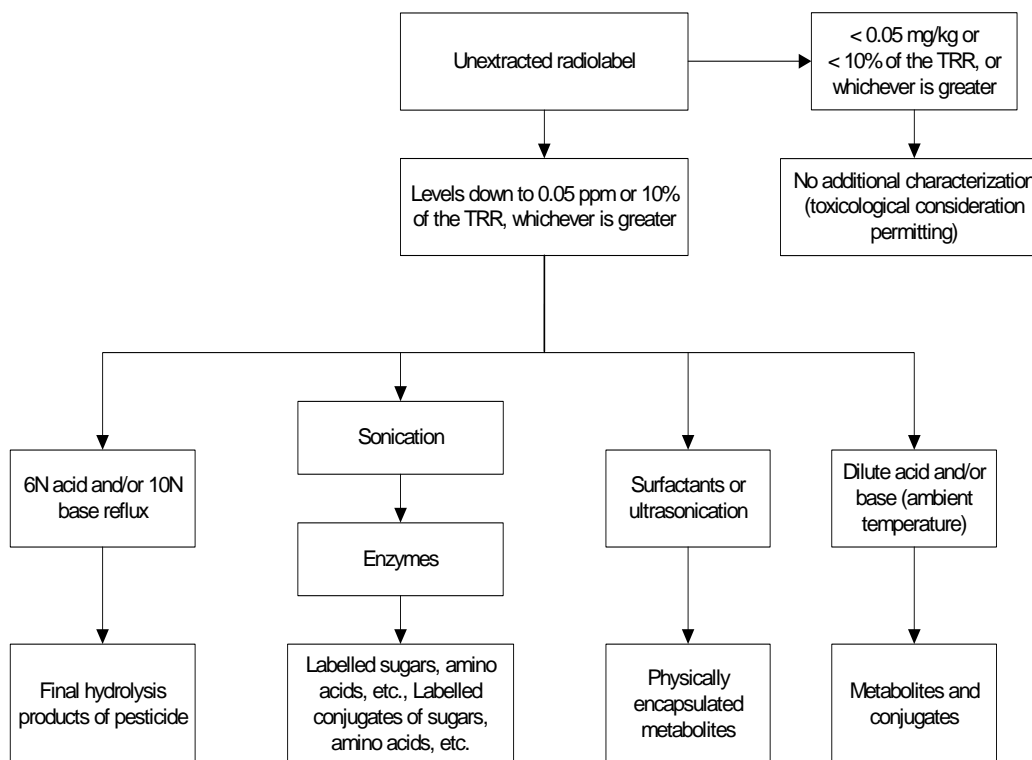 Unextracted radiolabel
< 0.05 mg/kg or
< 10% of the TRR, or
whichever is greater
Levels down to 0.05 ppm or 10%
of the TRR, whichever is greater
No additional characterization
(toxicological consideration
permitting)
6N acid and/or 10N
base reflux
Sonication
Enzymes
Surfactants or
ultrasonication
Dilute acid and/or
base (ambient
temperature)
Final hydrolysis
products of pesticide
Labelled sugars, amino
acids, etc., Labelled
conjugates of sugars,
amino acids, etc.
Physically
encapsulated
metabolites
Metabolites and
conjugates